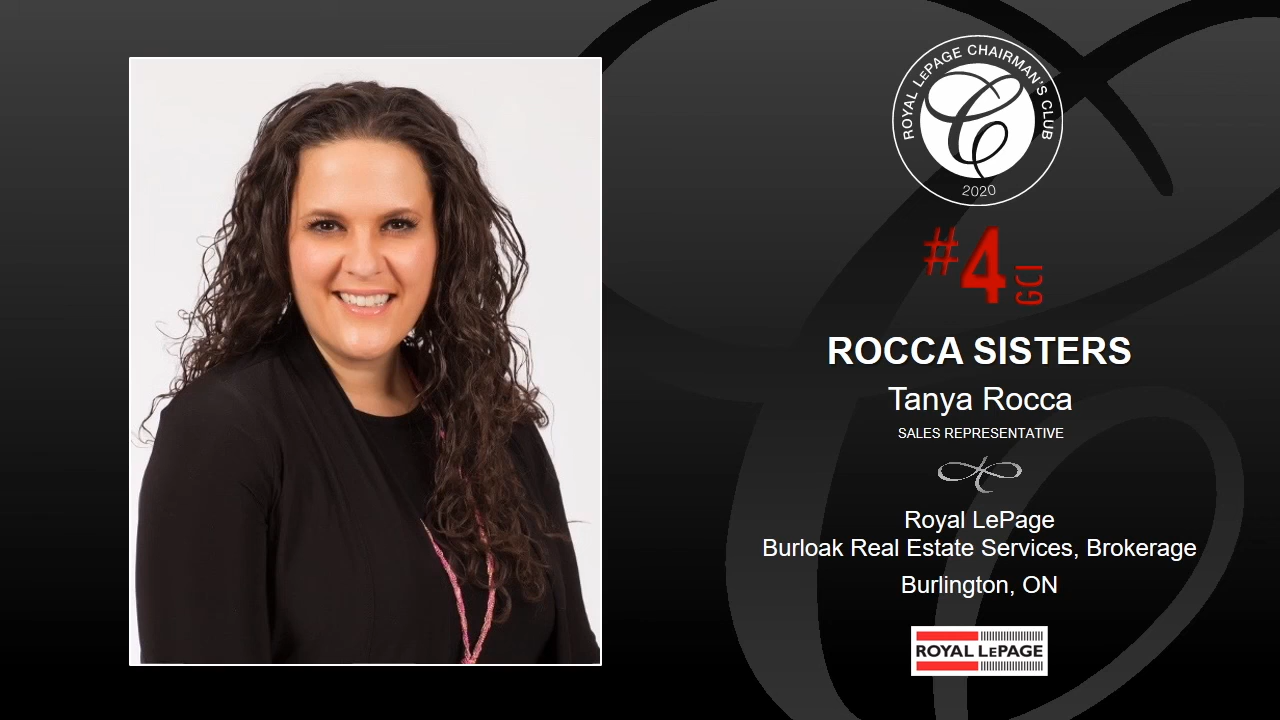 ROYAL LEPAGE CHAIRMAN'S CLUB
2020
#4 GCI
ROCCA SISTERS
Tanya Rocca
SALES REPRESENTATIVE
Royal LePage
Burloak Real Estate Services, Brokerage
Burlington, ON
ROYAL LEPAGE